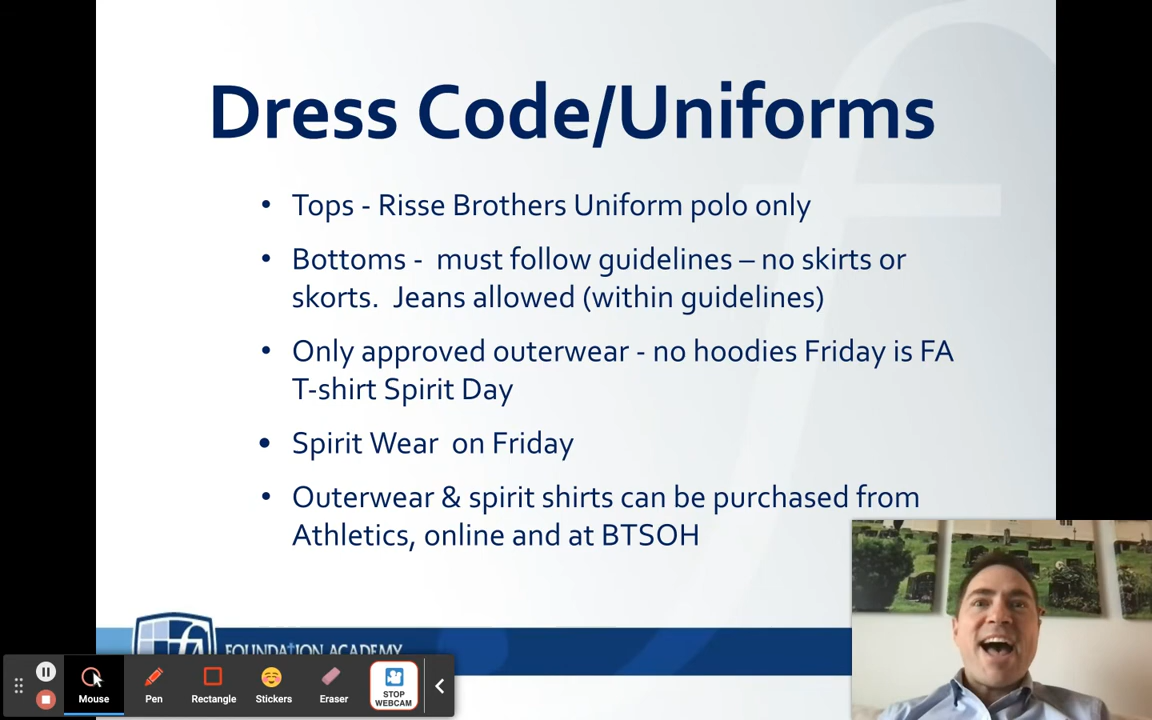 Dress Code/Uniforms
• Tops - Risse Brothers Uniform polo only
• Bottoms -  must follow guidelines – no skirts or
skorts.  Jeans allowed (within guidelines)
• Only approved outerwear - no hoodies Friday is FA
T-shirt Spirit Day
• Spirit Wear  on Friday
• Outerwear & spirit shirts can be purchased from
Athletics, online and at BTSOH
FOUNDATION ACADEMY
Mouse Pen Rectangle Stickers Eraser STOP
WEBCAM